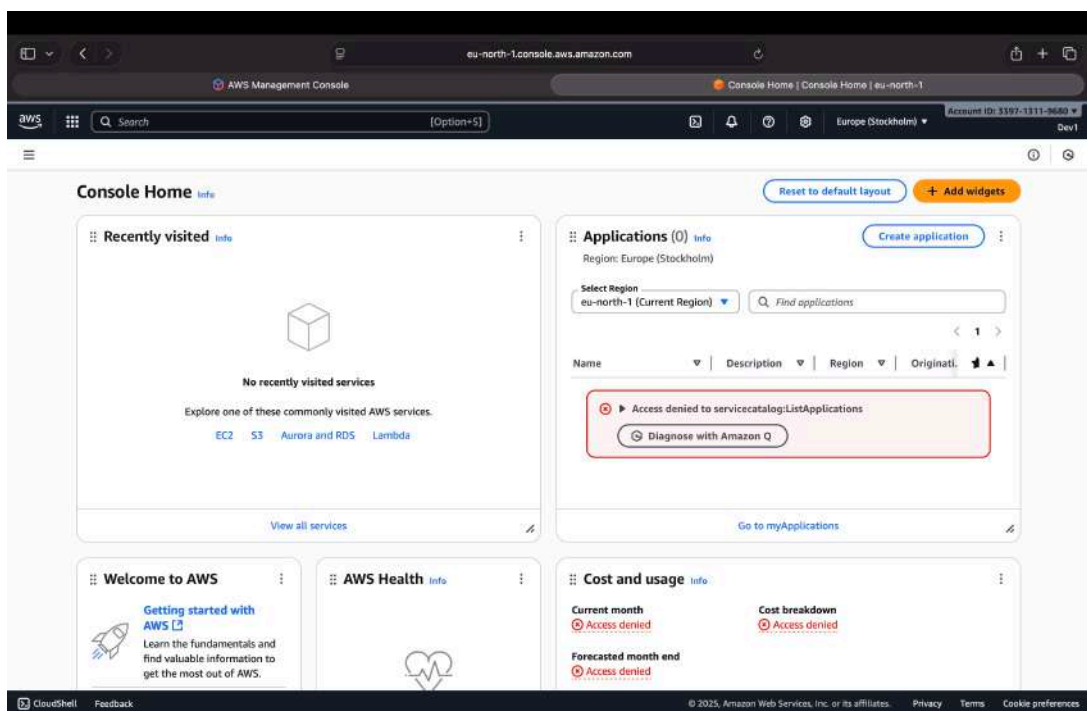 eu-north-1.console.aws.amazon.com
AWS Management Console
Console Home | Console Home | eu-north-1
aws
Search [Option+S]
Europe (Stockholm)
Account ID: 3397-1311-9680
Dev1
Console Home Info
Reset to default layout
+ Add widgets
Recently visited Info
No recently visited services
Explore one of these commonly visited AWS services.
EC2 S3 Aurora and RDS Lambda
View all services
Applications (0) Info
Create application
Region: Europe (Stockholm)
Select Region
eu-north-1 (Current Region)
Find applications
1
Name Description Region Originati.
Access denied to servicecatalog:ListApplications
Diagnose with Amazon Q
Go to myApplications
Welcome to AWS
Getting started with
AWS
Learn the fundamentals and
find valuable information to
get the most out of AWS.
AWS Health Info
Cost and usage Info
Current month
Access denied
Cost breakdown
Access denied
Forecasted month end
Access denied
CloudShell Feedback
© 2025, Amazon Web Services, Inc. or its affiliates. Privacy Terms Cookie preferences